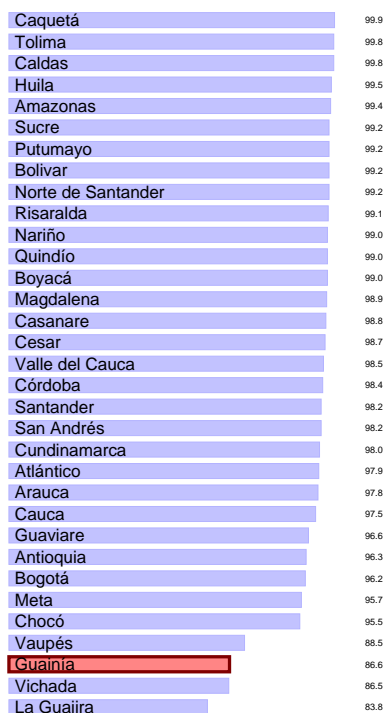 Caquetá 99.9
Tolima 99.8
Caldas 99.8
Huila 99.5
Amazonas 99.4
Sucre 99.2
Putumayo 99.2
Bolivar 99.2
Norte de Santander 99.2
Risaralda 99.1
Nariño 99.0
Quindío 99.0
Boyacá 99.0
Magdalena 98.9
Casanare 98.8
Cesar 98.7
Valle del Cauca 98.5
Córdoba 98.4
Santander 98.2
San Andrés 98.2
Cundinamarca 98.0
Atlántico 97.9
Arauca 97.8
Cauca 97.5
Guaviare 96.6
Antioquia 96.3
Bogotá 96.2
Meta 95.7
Chocó 95.5
Vaupés 88.5
Guainía 86.6
Vichada 86.5
La Guajira 83.8